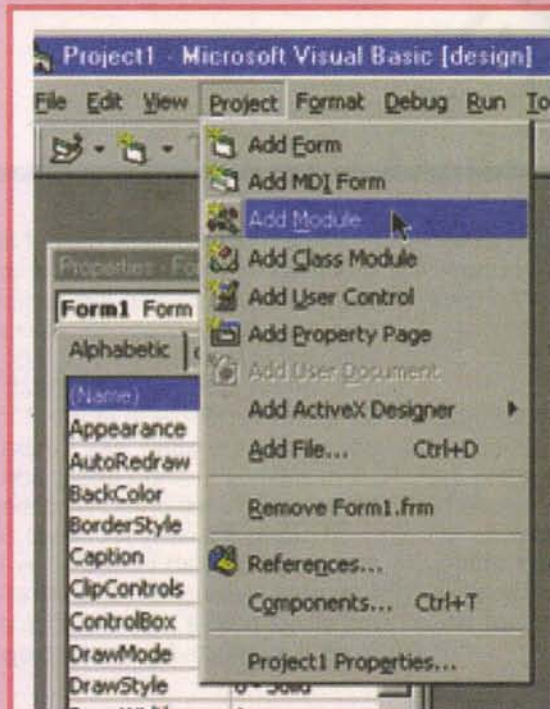 Project1 - Microsoft Visual Basic [design]
File Edit View Project Format Debug Run
Add Form
Add MDI Form
Add Module
Add Class Module
Add User Control
Add Property Page
Add User Document
Add ActiveX Designer
Add File... Ctrl+D
Remove Form1.frm
References...
Components... Ctrl+T
Project1 Properties...
Properties -
Form1 Form
Alphabetic
(Name)
Appearance
AutoRedraw
BackColor
BorderStyle
Caption
ClipControls
ControlBox
DrawMode
DrawStyle 0 - Solid